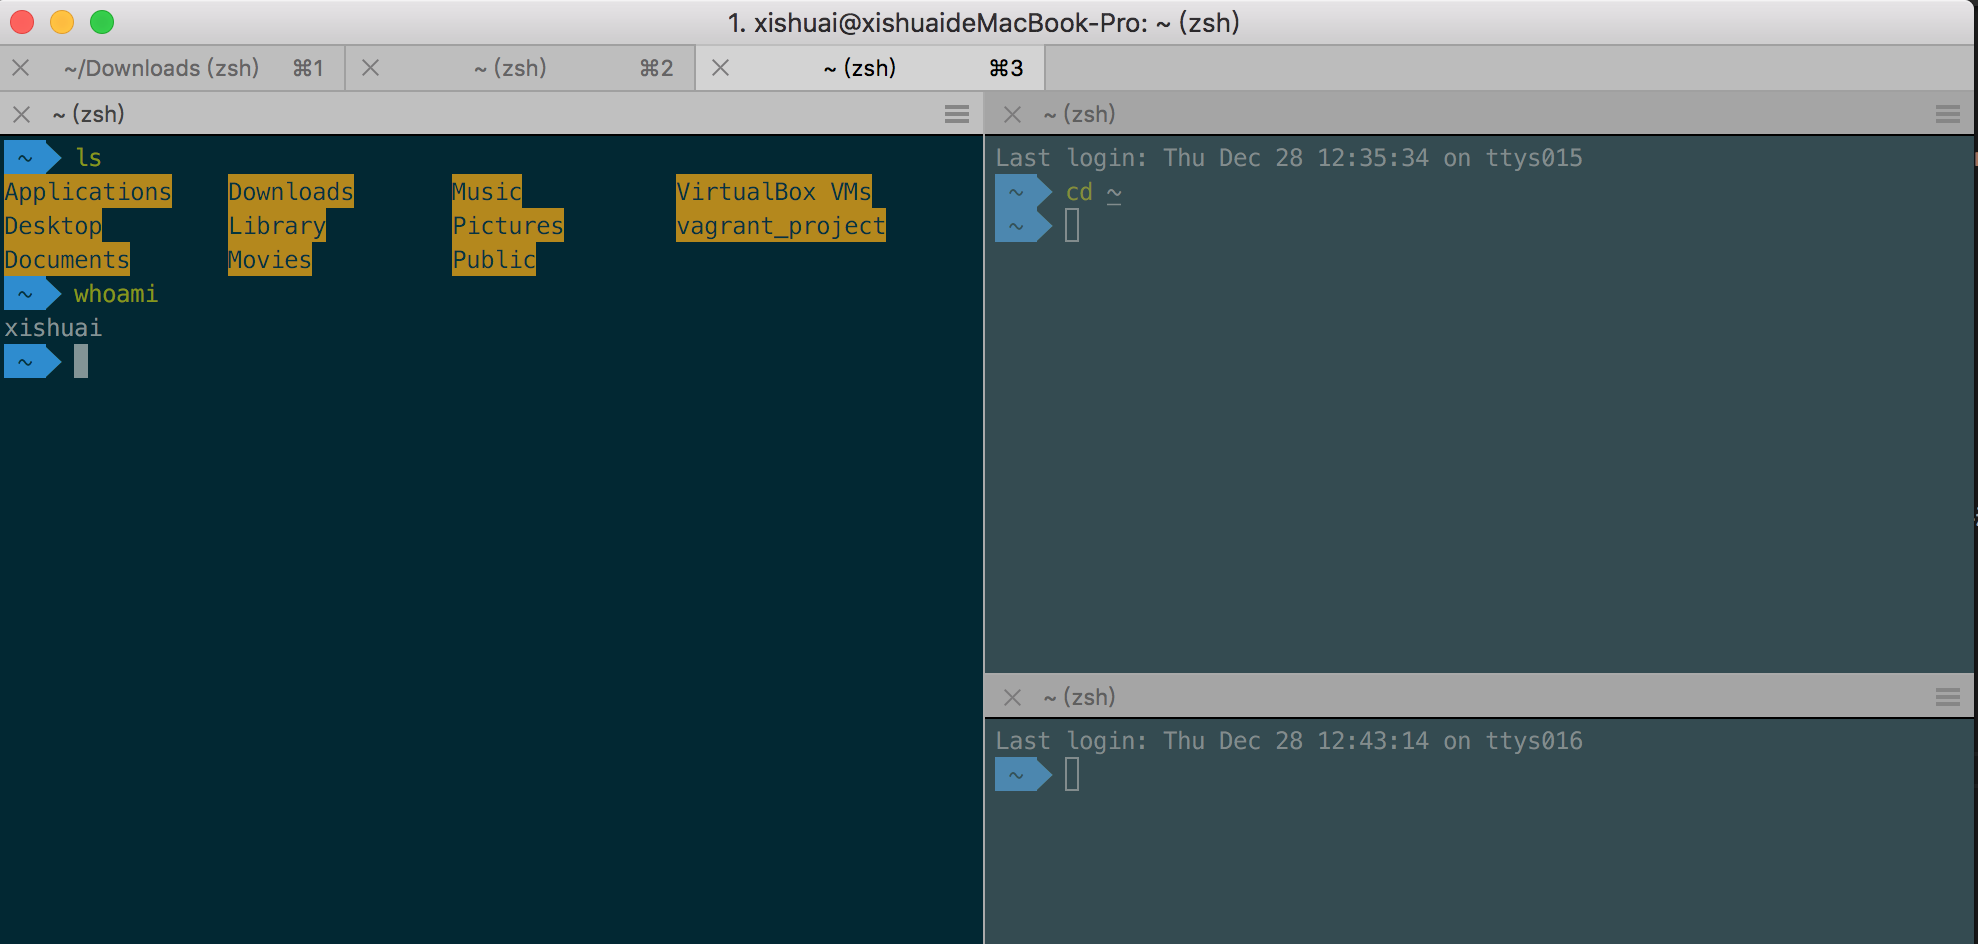 1. xishuai@xishuaideMacBook-Pro: ~ (zsh)
~/Downloads (zsh) ⌘1 ~ (zsh) ⌘2 ~ (zsh) ⌘3
~ (zsh)
~ ls
Applications Downloads Music VirtualBox VMs
Desktop Library Pictures vagrant_project
Documents Movies Public
~ whoami
xishuai
~
~ (zsh)
Last login: Thu Dec 28 12:35:34 on ttys015
~ cd ~
~
~ (zsh)
Last login: Thu Dec 28 12:43:14 on ttys016
~